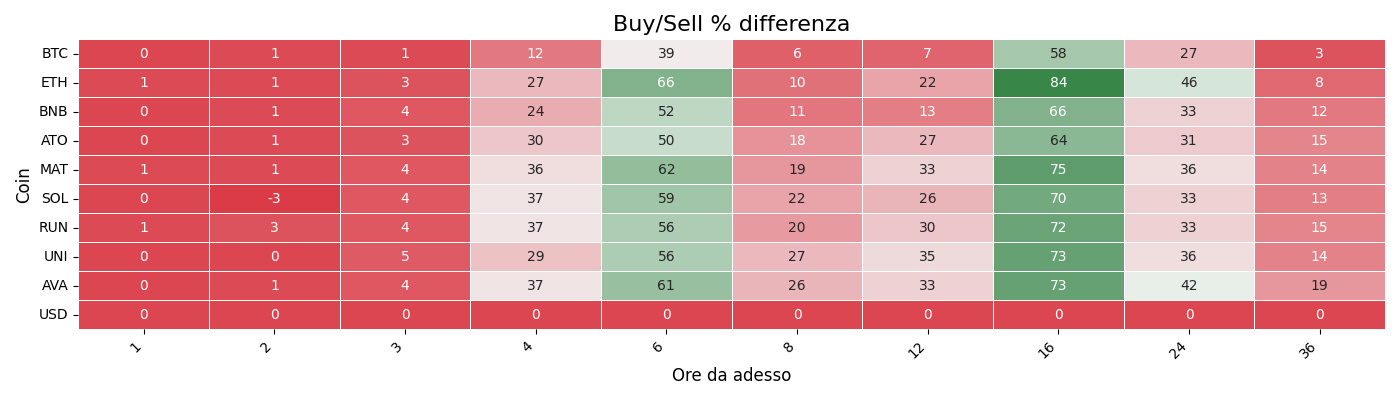 Buy/Sell % differenza
Coin
BTC 0 1 1 12 39 6 7 58 27 3
ETH 1 1 3 27 66 10 22 84 46 8
BNB 0 1 4 24 52 11 13 66 33 12
ATO 0 1 3 30 50 18 27 64 31 15
MAT 1 1 4 36 62 19 33 75 36 14
SOL 0 -3 4 37 59 22 26 70 33 13
RUN 1 3 4 37 56 20 30 72 33 15
UNI 0 0 5 29 56 27 35 73 36 14
AVA 0 1 4 37 61 26 33 73 42 19
USD 0 0 0 0 0 0 0 0 0 0
1 2 3 4 6 8 12 16 24 36
Ore da adesso